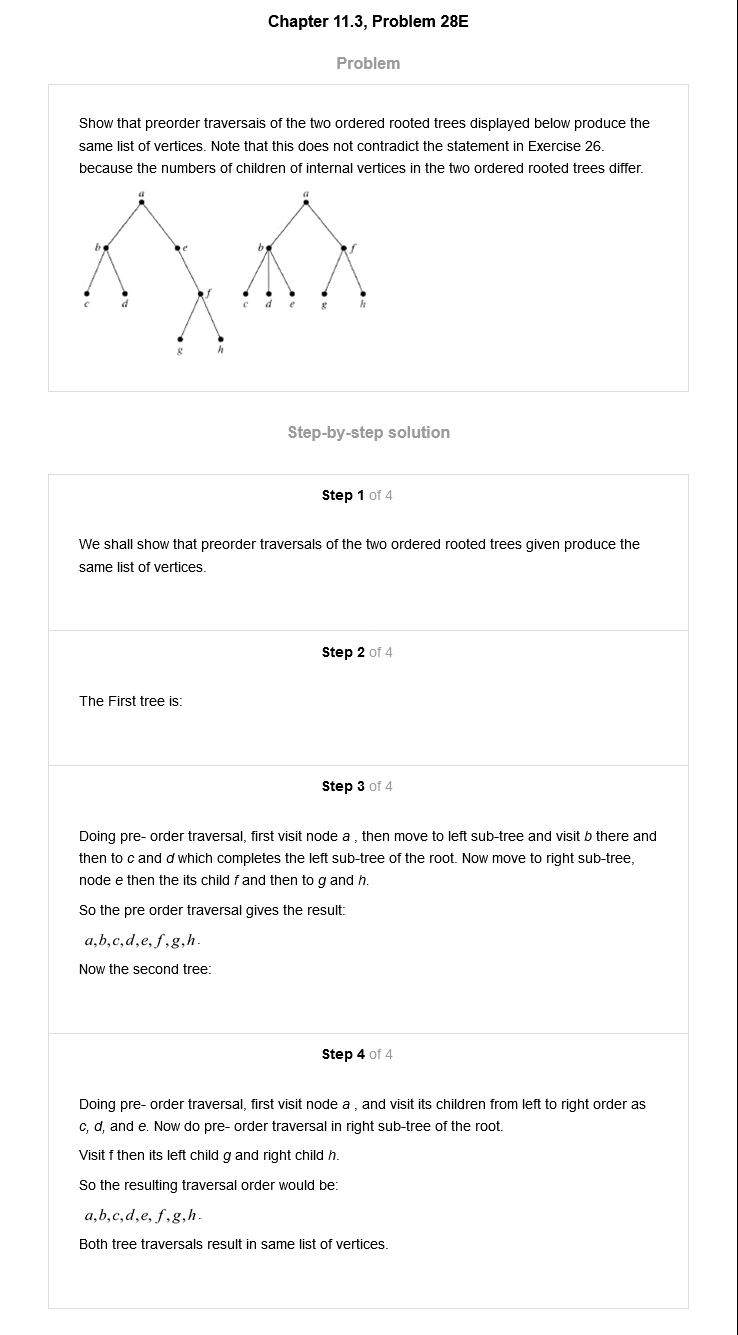 Chapter 11.3, Problem 28E
Problem
Show that preorder traversais of the two ordered rooted trees displayed below produce the
same list of vertices. Note that this does not contradict the statement in Exercise 26.
because the numbers of children of internal vertices in the two ordered rooted trees differ.
a a
b e b f
c d f c d e g h
g h
Step-by-step solution
Step 1 of 4
We shall show that preorder traversals of the two ordered rooted trees given produce the
same list of vertices.
Step 2 of 4
The First tree is:
Step 3 of 4
Doing pre- order traversal, first visit node a , then move to left sub-tree and visit b there and
then to c and d which completes the left sub-tree of the root. Now move to right sub-tree,
node e then the its child f and then to g and h.
So the pre order traversal gives the result:
a,b,c,d,e,f,g,h.
Now the second tree:
Step 4 of 4
Doing pre- order traversal, first visit node a , and visit its children from left to right order as
c, d, and e. Now do pre- order traversal in right sub-tree of the root.
Visit f then its left child g and right child h.
So the resulting traversal order would be:
a,b,c,d,e,f,g,h.
Both tree traversals result in same list of vertices.